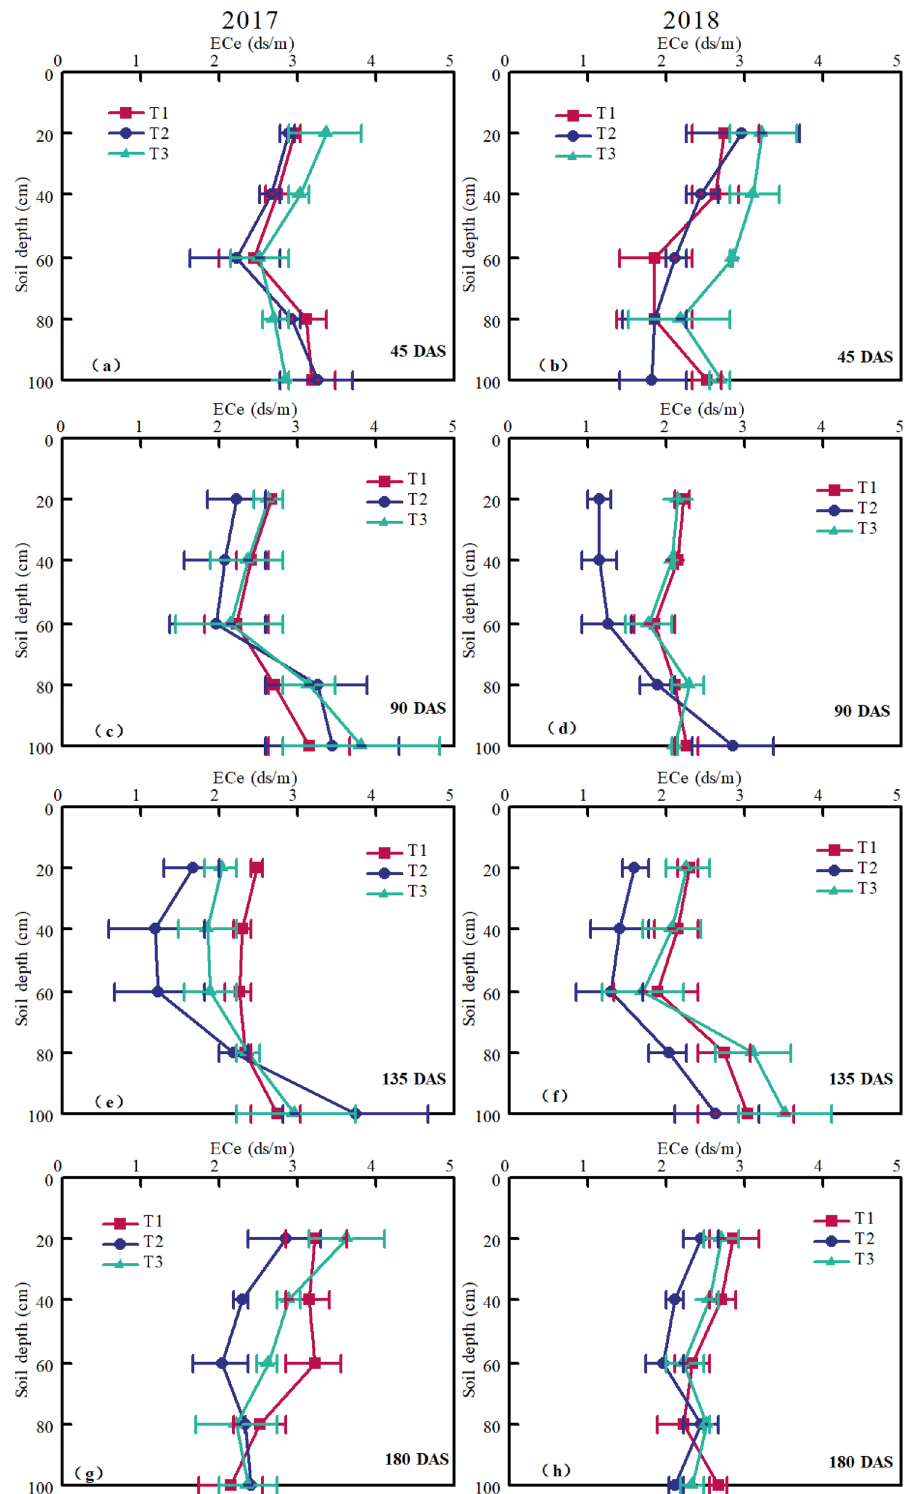 2017 2018
ECe (ds/m) ECe (ds/m)
0 1 2 3 4 5 0 1 2 3 4 5
0 0
T1 T1
T2 T2
T3 T3
20 20
40 40
Soil depth (cm) Soil depth (cm)
60 60
80 80
(a) 45 DAS (b) 45 DAS
100 100
ECe (ds/m) ECe (ds/m)
0 1 2 3 4 5 0 1 2 3 4 5
0 0
T1 T1
T2 T2
T3 T3
20 20
40 40
Soil depth (cm) Soil depth (cm)
60 60
80 80
(c) 90 DAS (d) 90 DAS
100 100
ECe (ds/m) ECe (ds/m)
0 1 2 3 4 5 0 1 2 3 4 5
0 0
T1 T1
T2 T2
T3 T3
20 20
40 40
Soil depth (cm) Soil depth (cm)
60 60
80 80
(e) 135 DAS (f) 135 DAS
100 100
ECe (ds/m) ECe (ds/m)
0 1 2 3 4 5 0 1 2 3 4 5
0 0
T1 T1
T2 T2
T3 T3
20 20
40 40
Soil depth (cm) Soil depth (cm)
60 60
80 80
(g) 180 DAS (h) 180 DAS
100 100